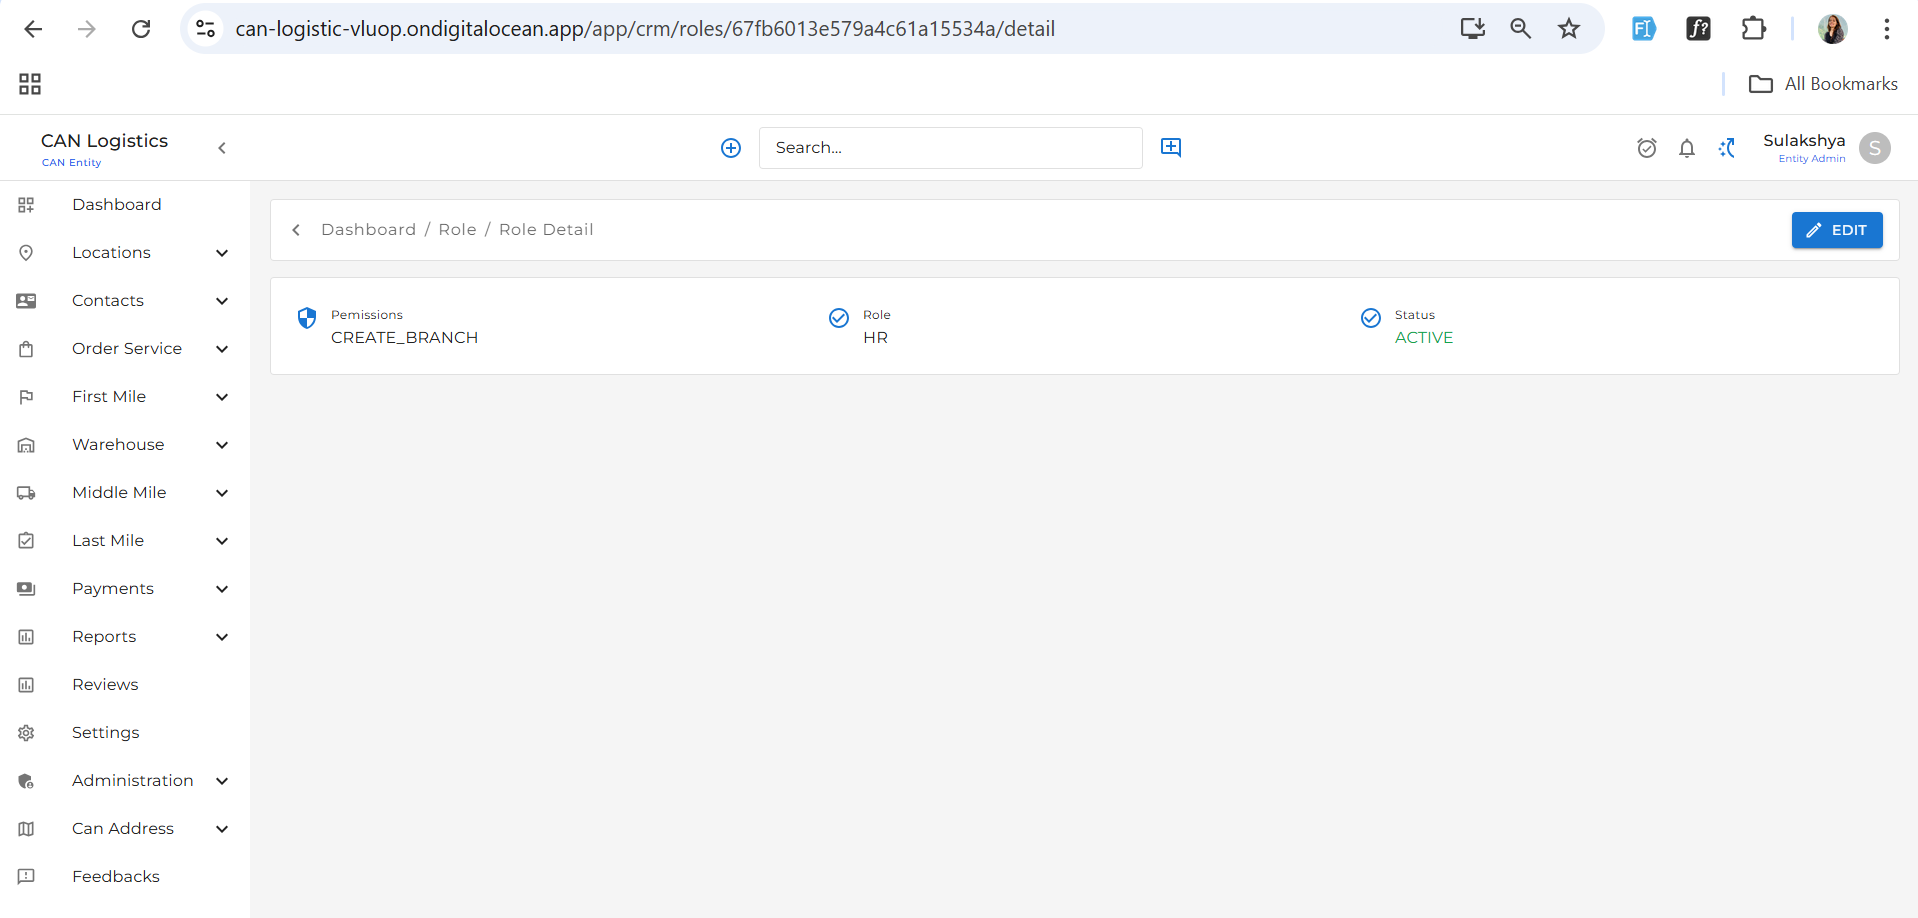 can-logistic-vluop.ondigitalocean.app/app/crm/roles/67fb6013e579a4c61a15534a/detail
All Bookmarks
CAN Logistics
CAN Entity
Search...
Sulakshya
Entity Admin
S
Dashboard
Locations
Contacts
Order Service
First Mile
Warehouse
Middle Mile
Last Mile
Payments
Reports
Reviews
Settings
Administration
Can Address
Feedbacks
Dashboard / Role / Role Detail
EDIT
Pemissions
CREATE_BRANCH
Role
HR
Status
ACTIVE